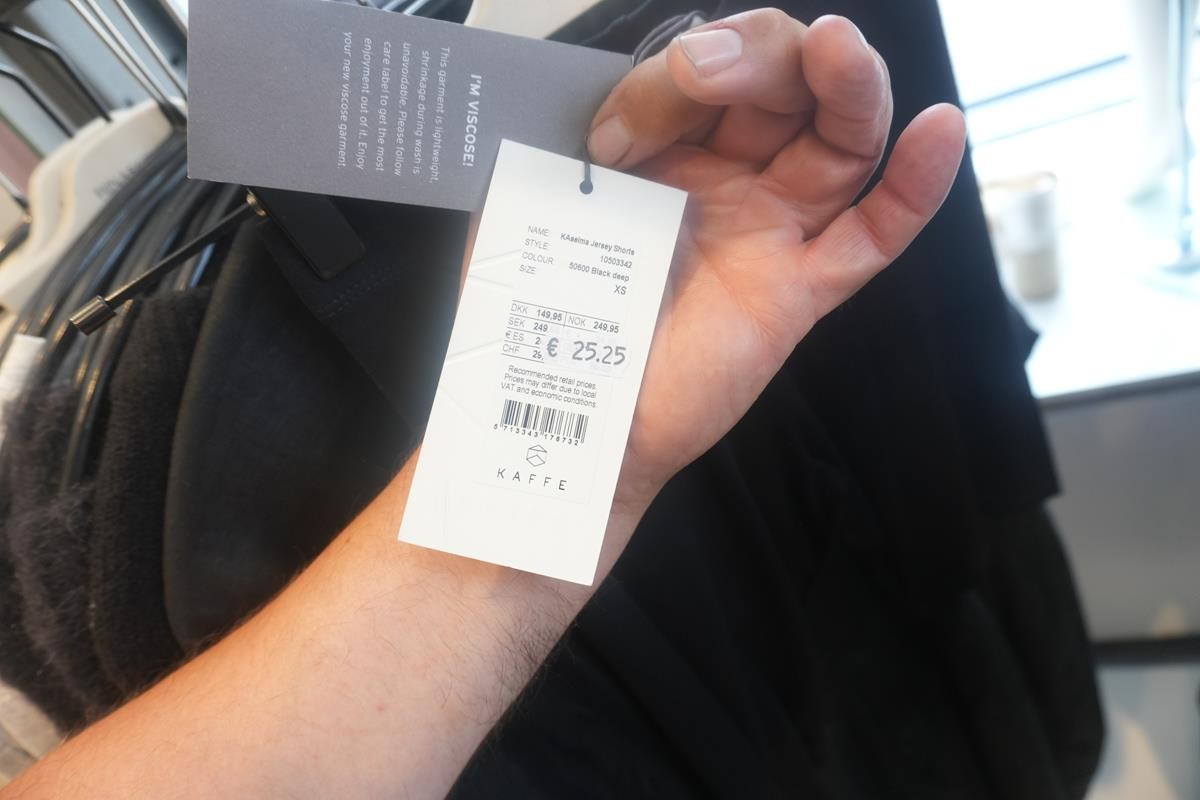 I'M VISCOSE!
This garment is lightweight,
shrinkage during wash is
unavoidable. Please follow
care label to get the most
enjoyment out of it. Enjoy
your new viscose garment.
NAME: KAselma Jersey Shorts
STYLE: 10503342
COLOUR: 50600 Black deep
SIZE: XS
DKK 149,95 NOK 249,95
SEK 249
€ ES 2
CHF 29,
€ 25.25
Recommended retail prices.
Prices may differ due to local
VAT and economic conditions.
5 713343 176732
KAFFE